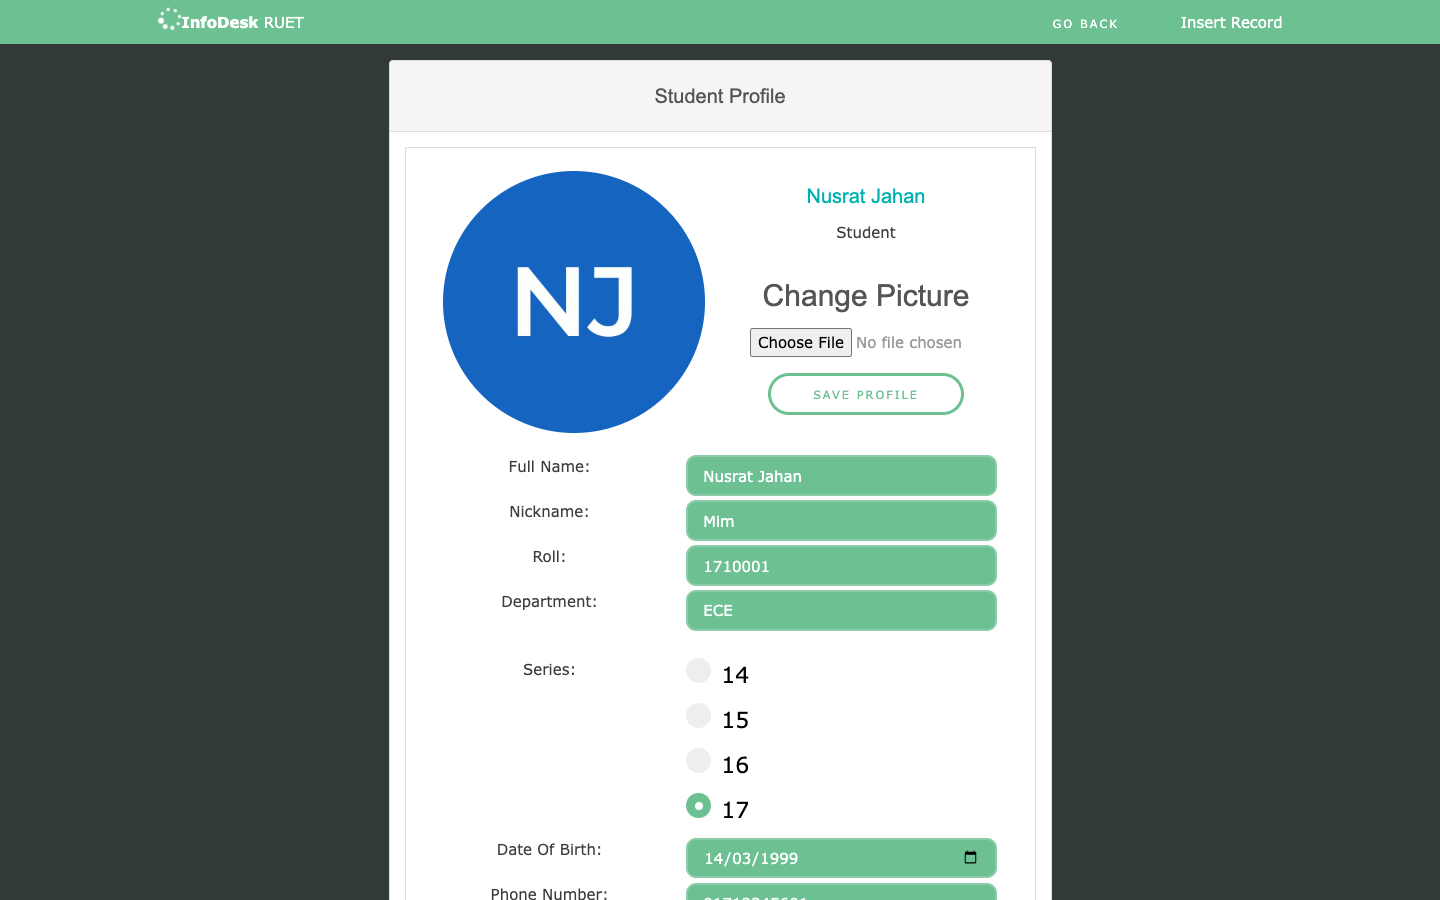 InfoDesk RUET
GO BACK
Insert Record
Student Profile
NJ
Nusrat Jahan
Student
Change Picture
Choose File No file chosen
SAVE PROFILE
Full Name: Nusrat Jahan
Nickname: Mim
Roll: 1710001
Department: ECE
Series: 14
15
16
17
Date Of Birth: 14/03/1999
Phone Number: